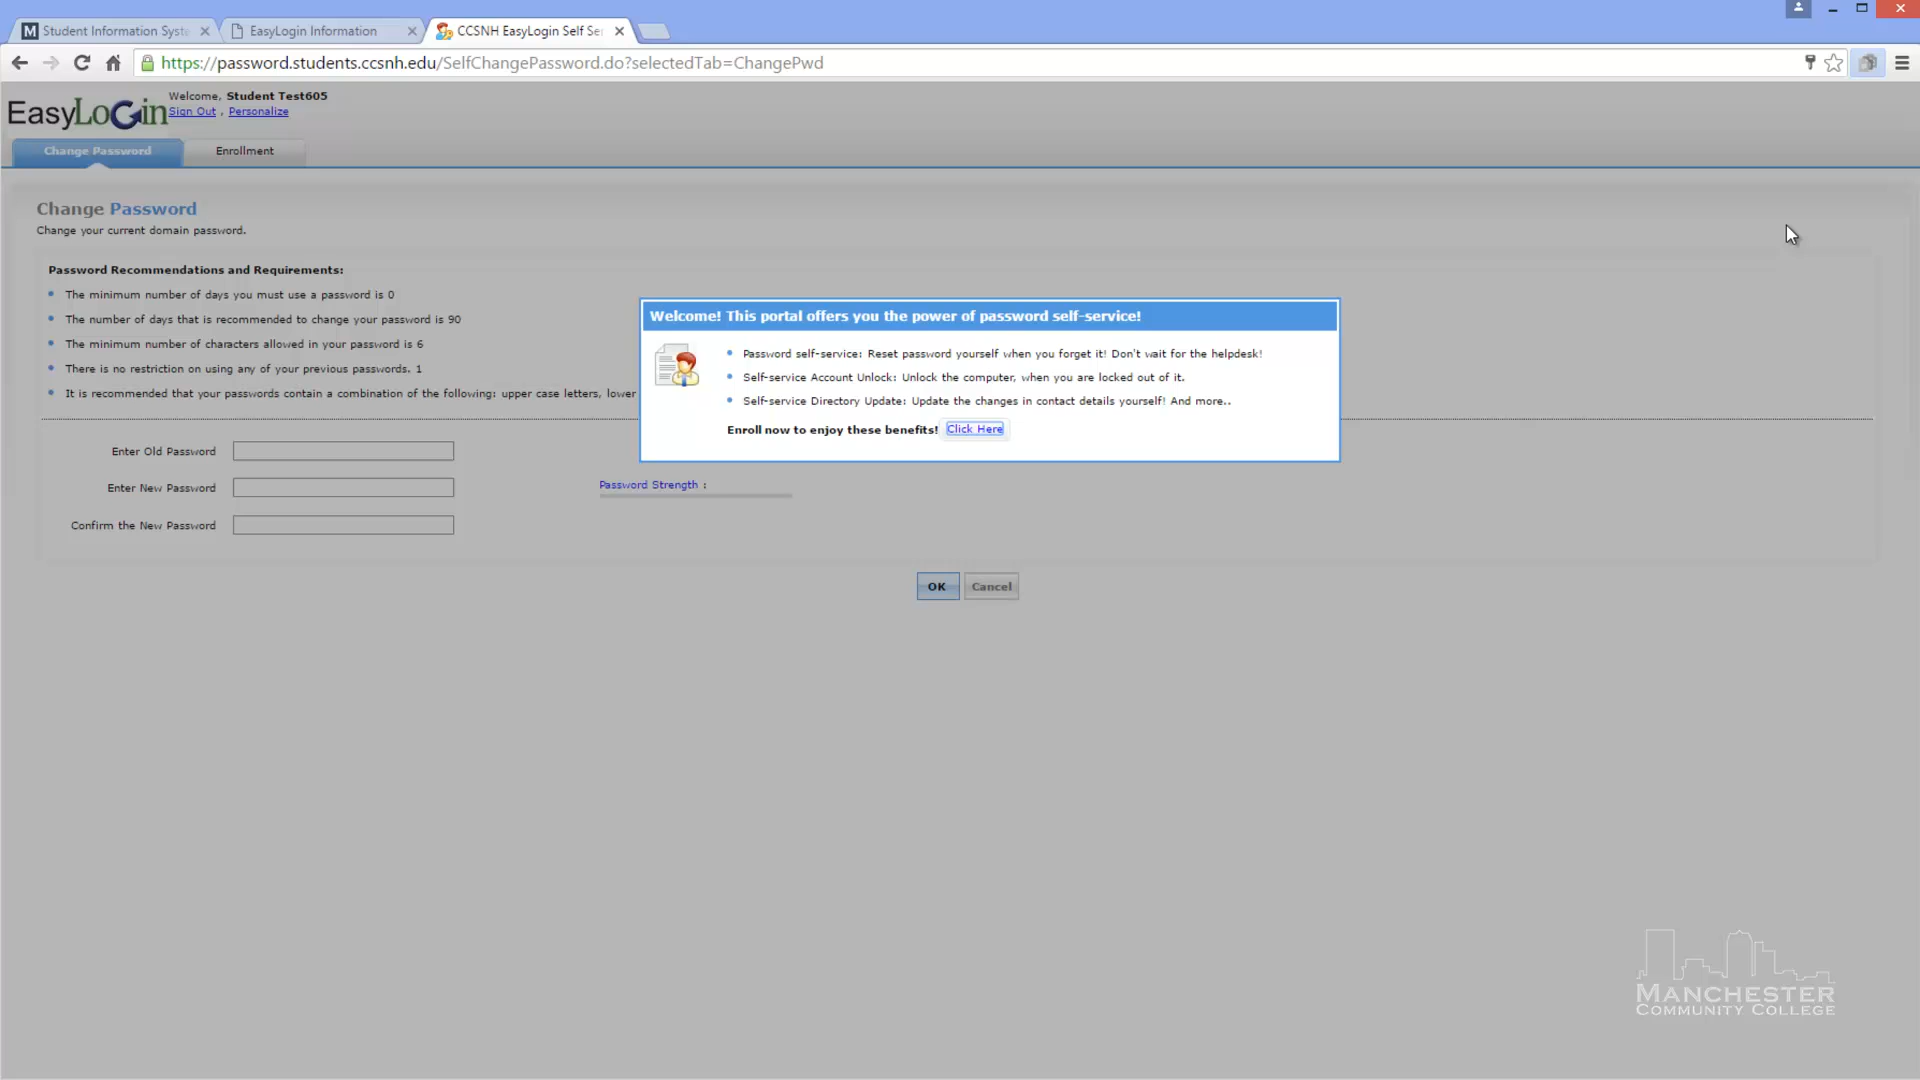 Student Information Syste
EasyLogin Information
CCSNH EasyLogin Self Ser
https://password.students.ccsnh.edu/SelfChangePassword.do?selectedTab=ChangePwd
EasyLoGin
Welcome, Student Test605
Sign Out , Personalize
Change Password
Enrollment
Change Password
Change your current domain password.
Password Recommendations and Requirements:
The minimum number of days you must use a password is 0
The number of days that is recommended to change your password is 90
The minimum number of characters allowed in your password is 6
There is no restriction on using any of your previous passwords. 1
It is recommended that your passwords contain a combination of the following: upper case letters, lower
Welcome! This portal offers you the power of password self-service!
Password self-service: Reset password yourself when you forget it! Don't wait for the helpdesk!
Self-service Account Unlock: Unlock the computer, when you are locked out of it.
Self-service Directory Update: Update the changes in contact details yourself! And more..
Enroll now to enjoy these benefits! Click Here
Enter Old Password
Enter New Password
Password Strength :
Confirm the New Password
OK
Cancel
MANCHESTER
COMMUNITY COLLEGE